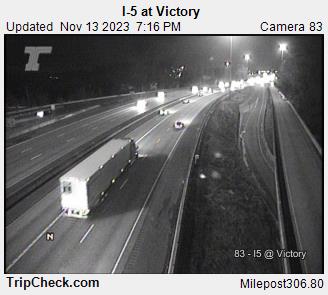 I-5 at Victory
Updated Nov 13 2023 7:16 PM Camera 83
T
N
83 - I5 @ Victory
TripCheck.com Milepost306.80